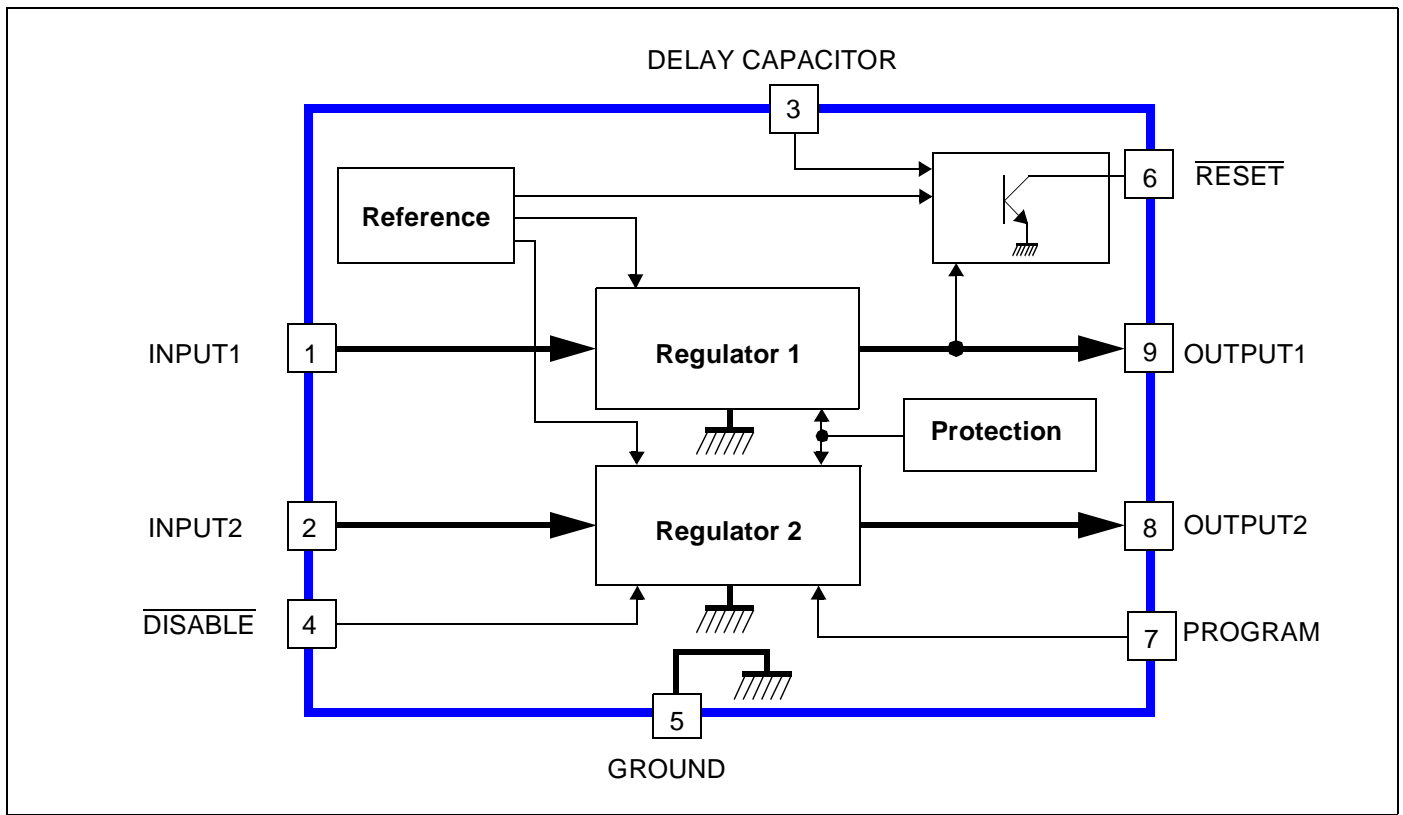 DELAY CAPACITOR
3
6
RESET
Reference
INPUT1
1
Regulator 1
9
OUTPUT1
Protection
INPUT2
2
Regulator 2
8
OUTPUT2
DISABLE
4
7
PROGRAM
5
GROUND